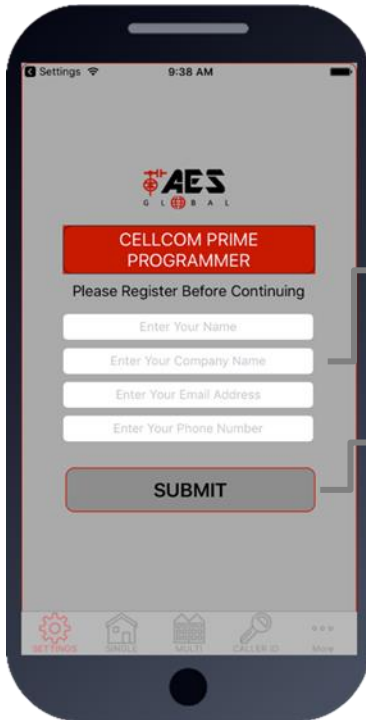 Settings 9:38 AM
AES
GLOBAL
CELLCOM PRIME
PROGRAMMER
Please Register Before Continuing
Enter Your Name
Enter Your Company Name
Enter Your Email Address
Enter Your Phone Number
SUBMIT
SETTINGS SINGLE MULTI CALLER ID More